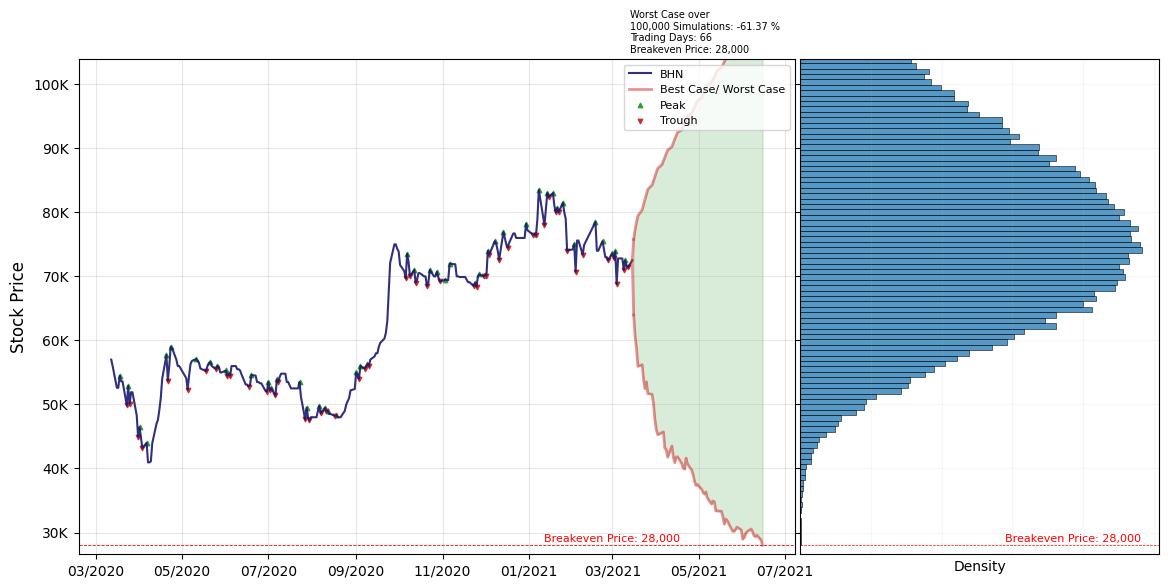 Worst Case over
100,000 Simulations: -61.37 %
Trading Days: 66
Breakeven Price: 28,000
BHN
Best Case/ Worst Case
Peak
Trough
Stock Price
100K
90K
80K
70K
60K
50K
40K
30K
Breakeven Price: 28,000
Breakeven Price: 28,000
03/2020 05/2020 07/2020 09/2020 11/2020 01/2021 03/2021 05/2021 07/2021
Density